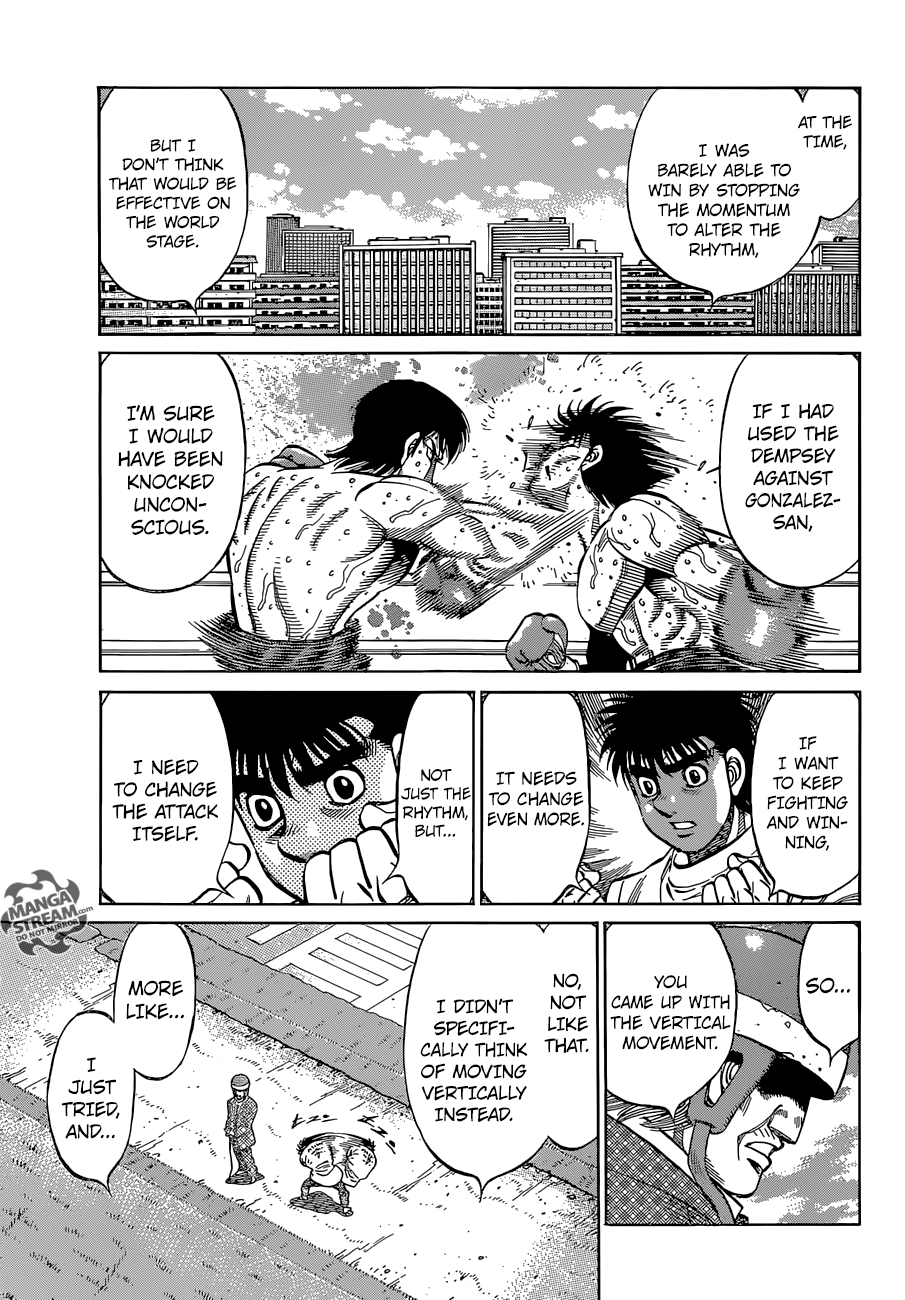 AT THE
TIME,
I WAS
BARELY ABLE TO
WIN BY STOPPING
THE MOMENTUM
TO ALTER THE
RHYTHM,
BUT I
DON'T THINK
THAT WOULD BE
EFFECTIVE ON
THE WORLD
STAGE.
IF I HAD
USED THE
DEMPSEY
AGAINST
GONZALEZ-
SAN,
I'M SURE
I WOULD
HAVE BEEN
KNOCKED
UNCON-
SCIOUS.
IF
I WANT
TO KEEP
FIGHTING
AND WIN-
NING,
IT NEEDS
TO CHANGE
EVEN MORE.
NOT
JUST THE
RHYTHM,
BUT...
I NEED
TO CHANGE
THE ATTACK
ITSELF.
SO...
YOU
CAME UP WITH
THE VERTICAL
MOVEMENT.
NO,
NOT
LIKE
THAT.
I DIDN'T
SPECIFI-
CALLY THINK
OF MOVING
VERTICALLY
INSTEAD.
MORE
LIKE...
I
JUST
TRIED,
AND...
MANGA
STREAM.com
DO NOT MIRROR